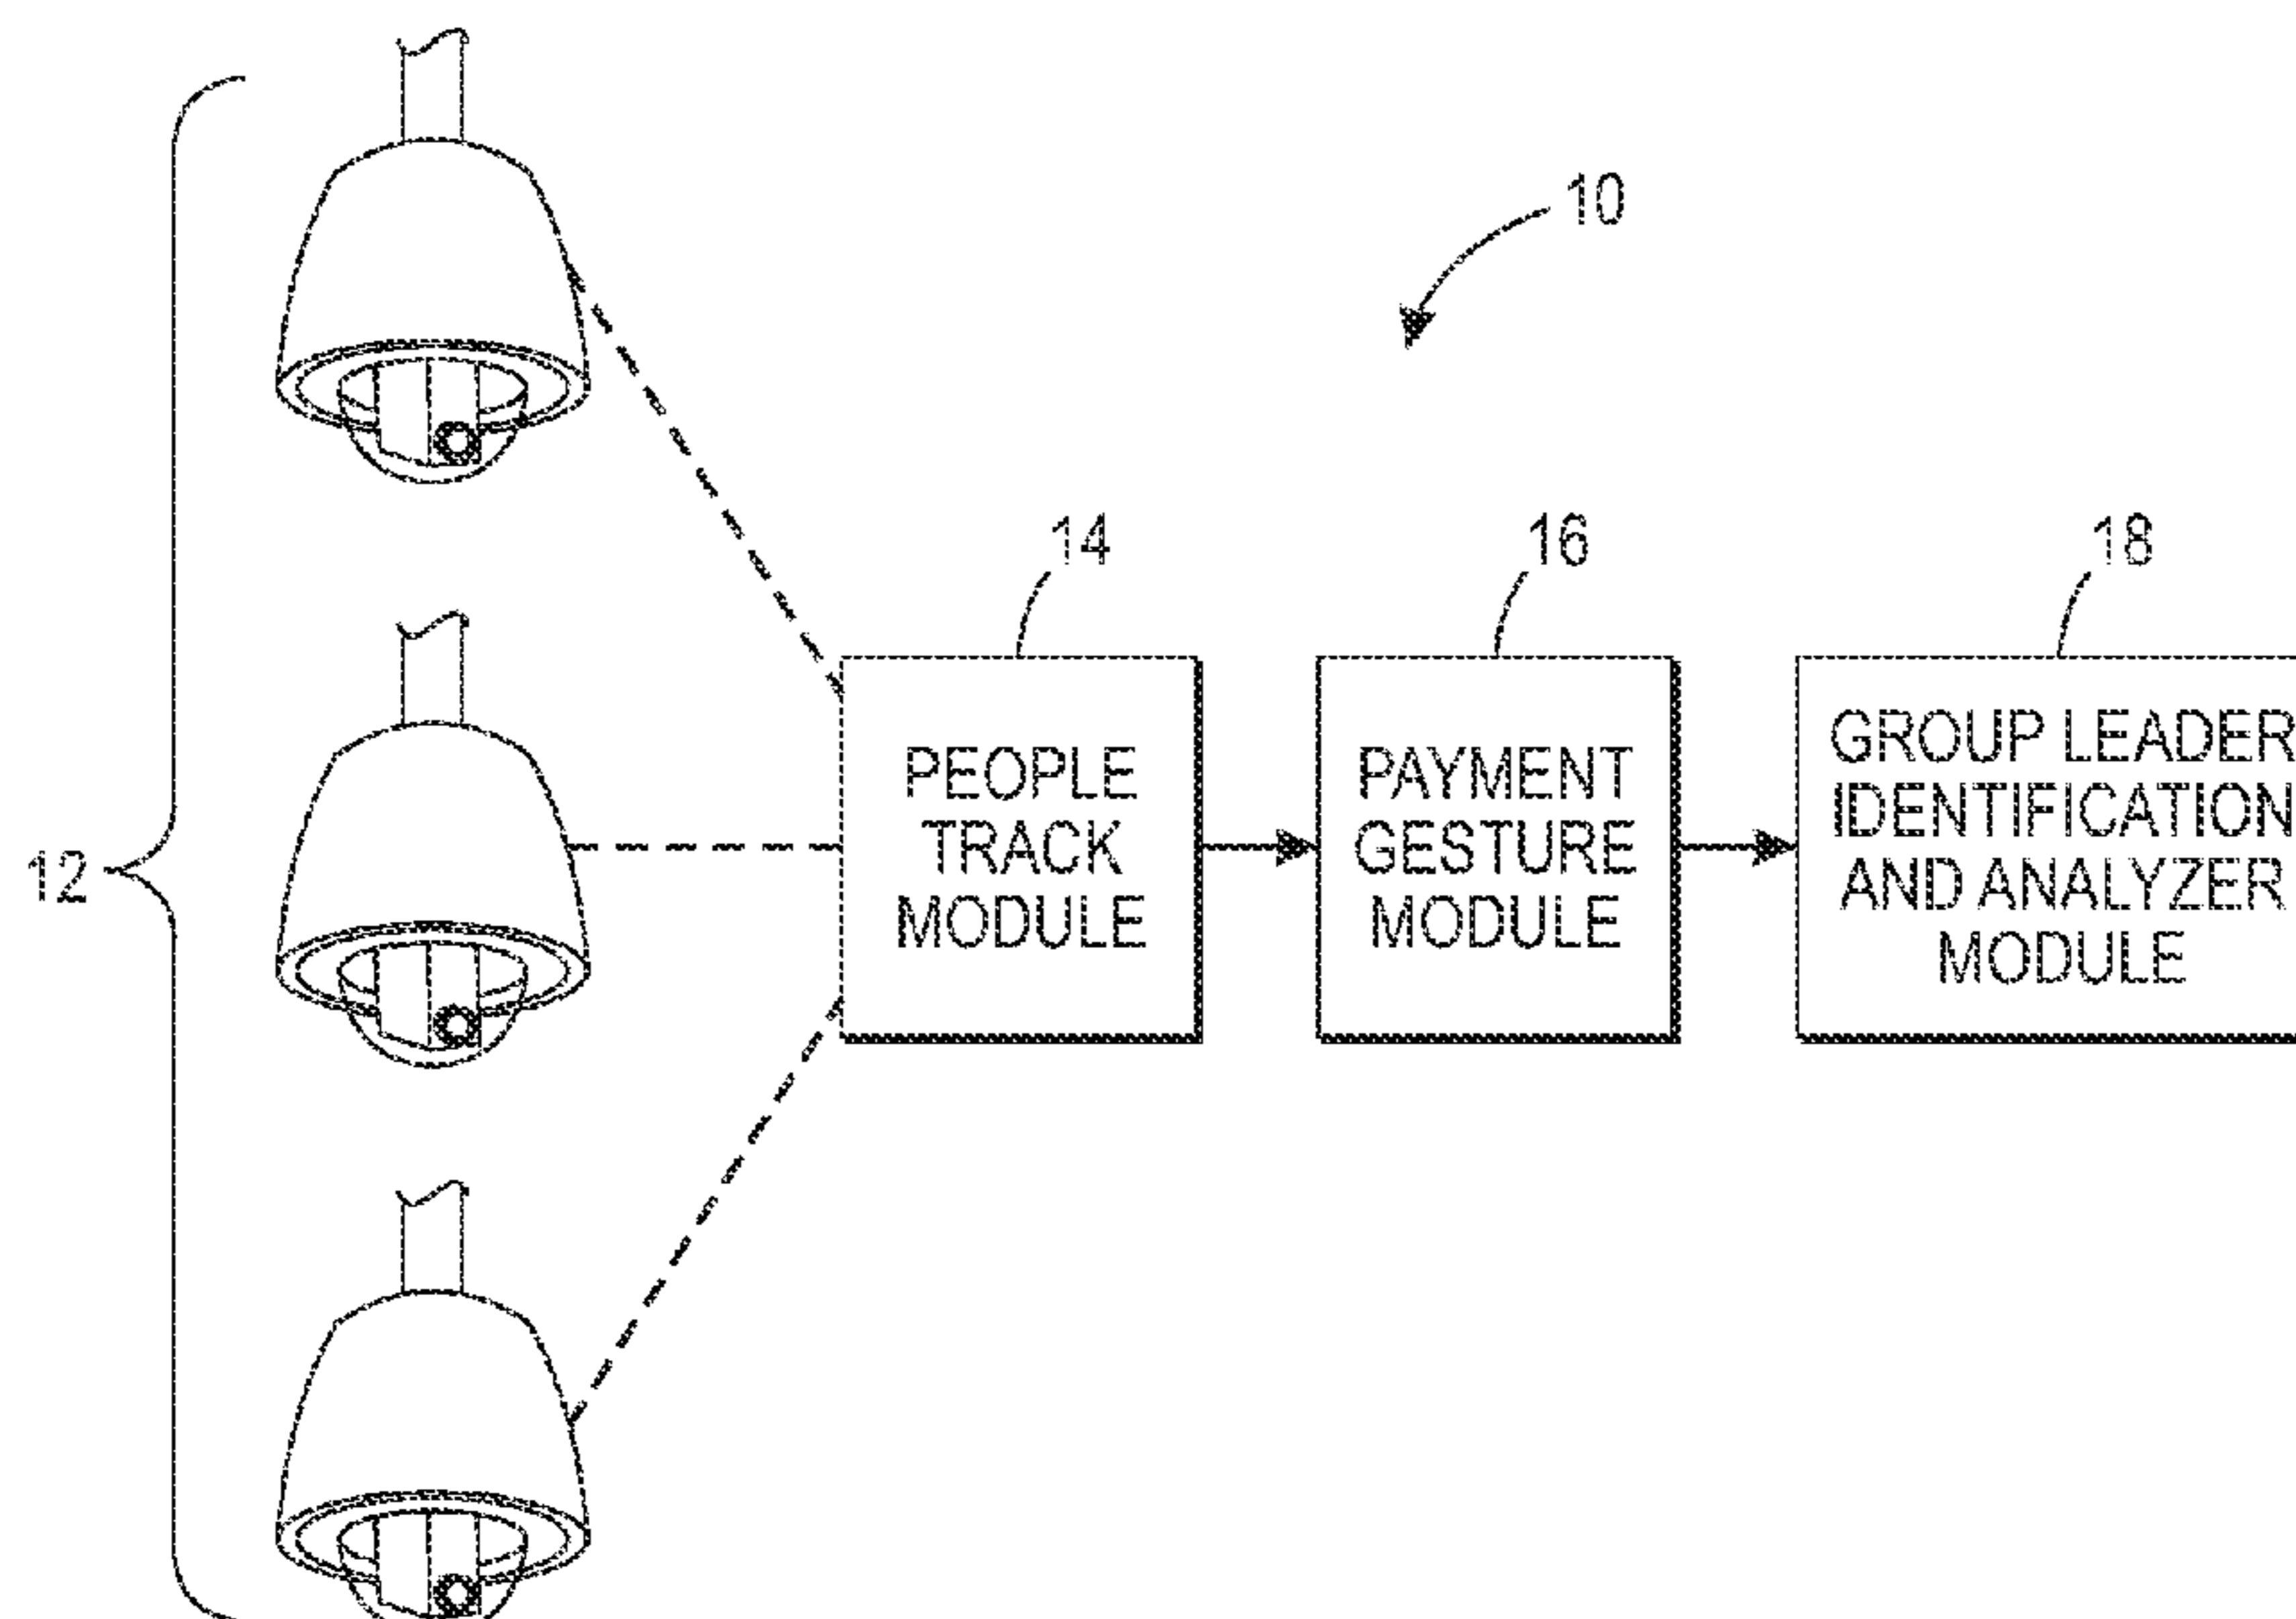 10
14
16
18
12
PEOPLE
TRACK
MODULE
PAYMENT
GESTURE
MODULE
GROUP LEADER
IDENTIFICATION
AND ANALYZER
MODULE